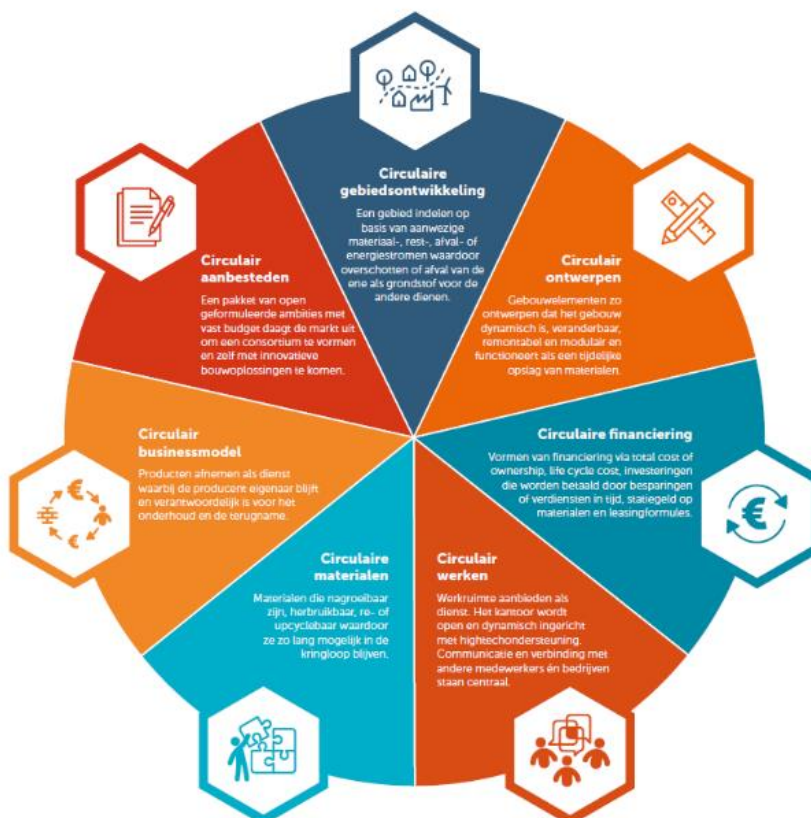 Circulaire
gebiedsontwikkeling
Een gebied indelen op
basis van aanwezige
materiaal-, rest-, afval- of
energiestromen waardoor
overschotten of afval van de
ene als grondstof voor de
andere dienen.
Circulair
ontwerpen
Gebouwelementen zo
ontwerpen dat het gebouw
dynamisch is, veranderbaar,
remontabel en modulair en
functioneert als een tijdelijke
opslag van materialen.
Circulaire financiering
Vormen van financiering via total cost of
ownership, life cycle cost, investeringen
die worden betaald door besparingen
of verdiensten in tijd, statiegeld op
materialen en leasingformules.
Circulair
werken
Werkruimte aanbieden als
dienst. Het kantoor wordt
open en dynamisch ingericht
met hightechondersteuning.
Communicatie en verbinding met
andere medewerkers én bedrijven
staan centraal.
Circulaire
materialen
Materialen die nagroeibaar
zijn, herbruikbaar, re- of
upcyclebaar waardoor
ze zo lang mogelijk in de
kringloop blijven.
Circulair
businessmodel
Producten afnemen als dienst
waarbij de producent eigenaar blijft
en verantwoordelijk is voor het
onderhoud en de terugname.
Circulair
aanbesteden
Een pakket van open
geformuleerde ambities met
vast budget daagt de markt uit
om een consortium te vormen
en zelf met innovatieve
bouwoplossingen te komen.